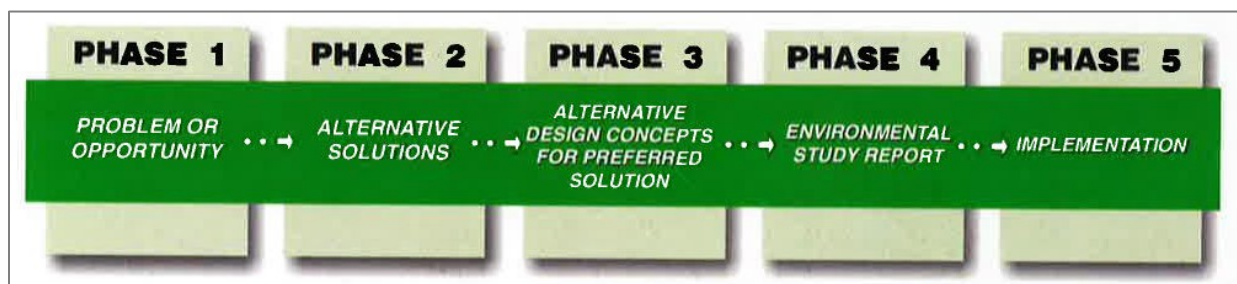 PHASE 1
PROBLEM OR
OPPORTUNITY
PHASE 2
ALTERNATIVE
SOLUTIONS
PHASE 3
ALTERNATIVE
DESIGN CONCEPTS
FOR PREFERRED
SOLUTION
PHASE 4
ENVIRONMENTAL
STUDY REPORT
PHASE 5
IMPLEMENTATION